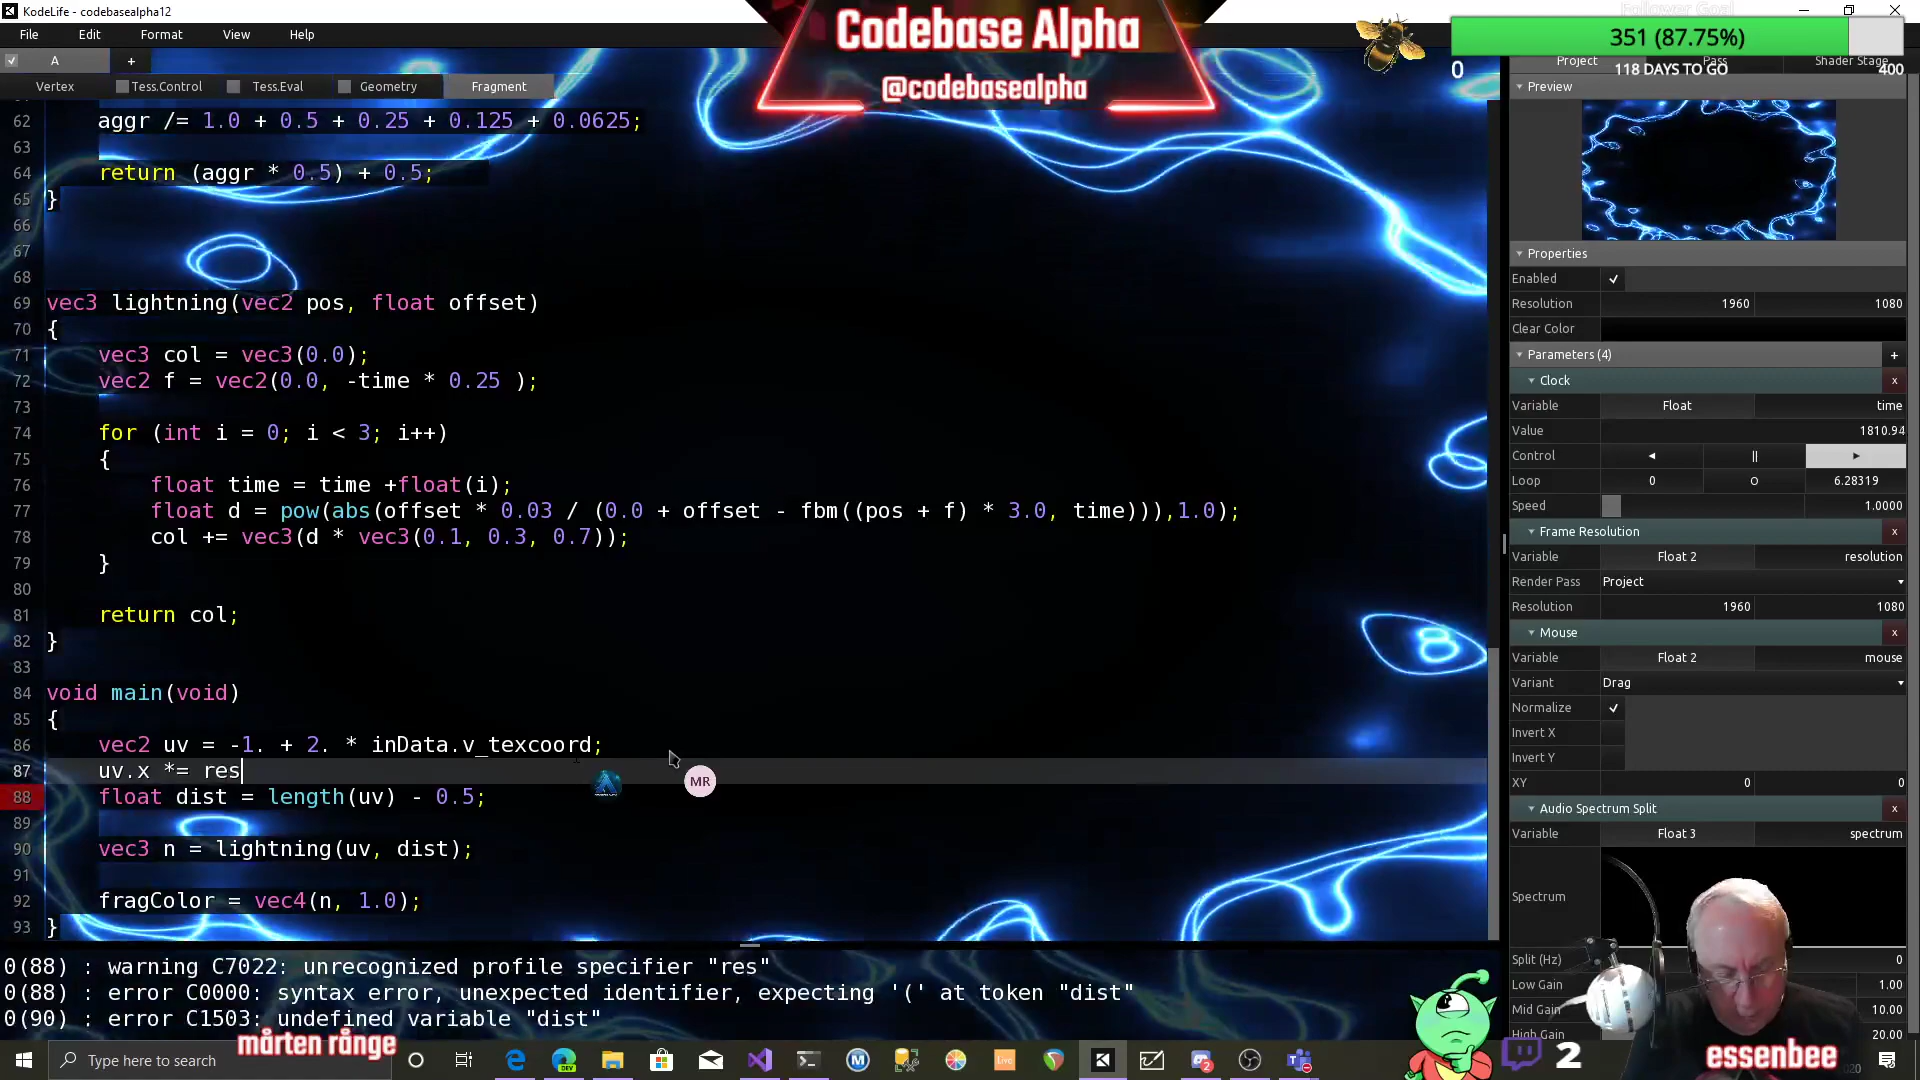 KodeLife - codebasealpha12
File Edit Format View Help
A +
Vertex Tess.Control Tess.Eval Geometry Fragment
Codebase Alpha
@codebasealpha
Follower Goal
351 (87.75%)
0 118 DAYS TO GO 400
Project Pass Shader Stage
62 aggr /= 1.0 + 0.5 + 0.25 + 0.125 + 0.0625;
63
64 return (aggr * 0.5) + 0.5;
65 }
66
67
68
69 vec3 lightning(vec2 pos, float offset)
70 {
71 vec3 col = vec3(0.0);
72 vec2 f = vec2(0.0, -time * 0.25 );
73
74 for (int i = 0; i < 3; i++)
75 {
76 float time = time +float(i);
77 float d = pow(abs(offset * 0.03 / (0.0 + offset - fbm((pos + f) * 3.0, time))),1.0);
78 col += vec3(d * vec3(0.1, 0.3, 0.7));
79 }
80
81 return col;
82 }
83
84 void main(void)
85 {
86 vec2 uv = -1. + 2. * inData.v_texcoord;
87 uv.x *= res
88 float dist = length(uv) - 0.5;
89
90 vec3 n = lightning(uv, dist);
91
92 fragColor = vec4(n, 1.0);
93 }
MR
0(88) : warning C7022: unrecognized profile specifier "res"
0(88) : error C0000: syntax error, unexpected identifier, expecting '(' at token "dist"
0(90) : error C1503: undefined variable "dist"
Preview
Properties
Enabled
Resolution 1960 1080
Clear Color
Parameters (4) +
Clock x
Variable Float time
Value 1810.94
Control
Loop 0 O 6.28319
Speed 1.0000
Frame Resolution x
Variable Float 2 resolution
Render Pass Project
Resolution 1960 1080
Mouse x
Variable Float 2 mouse
Variant Drag
Normalize
Invert X
Invert Y
XY 0 0
Audio Spectrum Split x
Variable Float 3 spectrum
Spectrum
Split (Hz) 0
Low Gain 1.00
Mid Gain 10.00
High Gain 20.00
mårten rånge
Type here to search
live
2
2
essenbee